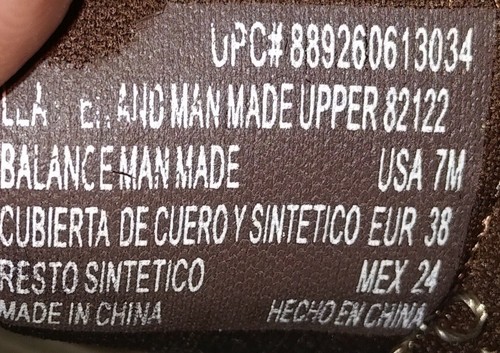 UPC# 889260613034
AND MAN MADE UPPER 82122
BALANCE MAN MADE USA 7M
CUBIERTA DE CUERO Y SINTETICO EUR 38
RESTO SINTETICO MEX 24
MADE IN CHINA HECHO EN CHINA